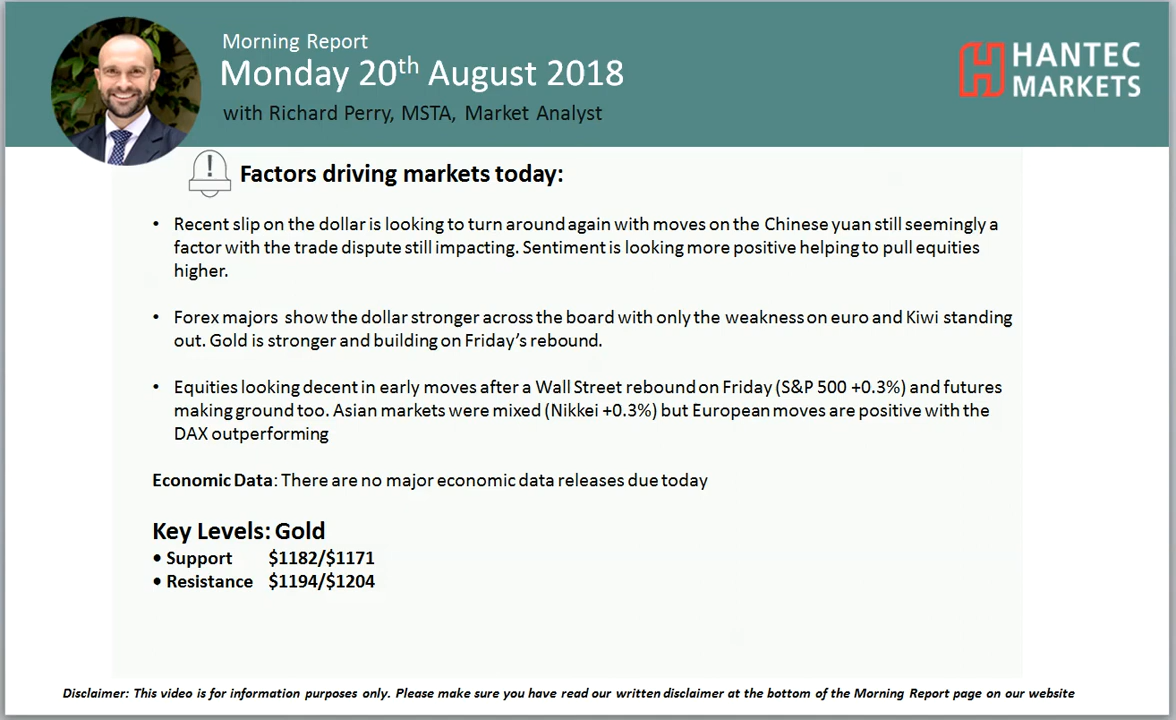 Morning Report
Monday 20th August 2018
with Richard Perry, MSTA, Market Analyst
HANTEC
MARKETS
! Factors driving markets today:
• Recent slip on the dollar is looking to turn around again with moves on the Chinese yuan still seemingly a
factor with the trade dispute still impacting. Sentiment is looking more positive helping to pull equities
higher.
• Forex majors show the dollar stronger across the board with only the weakness on euro and Kiwi standing
out. Gold is stronger and building on Friday's rebound.
• Equities looking decent in early moves after a Wall Street rebound on Friday (S&P 500 +0.3%) and futures
making ground too. Asian markets were mixed (Nikkei +0.3%) but European moves are positive with the
DAX outperforming
Economic Data: There are no major economic data releases due today
Key Levels: Gold
• Support $1182/$1171
• Resistance $1194/$1204
Disclaimer: This video is for information purposes only. Please make sure you have read our written disclaimer at the bottom of the Morning Report page on our website